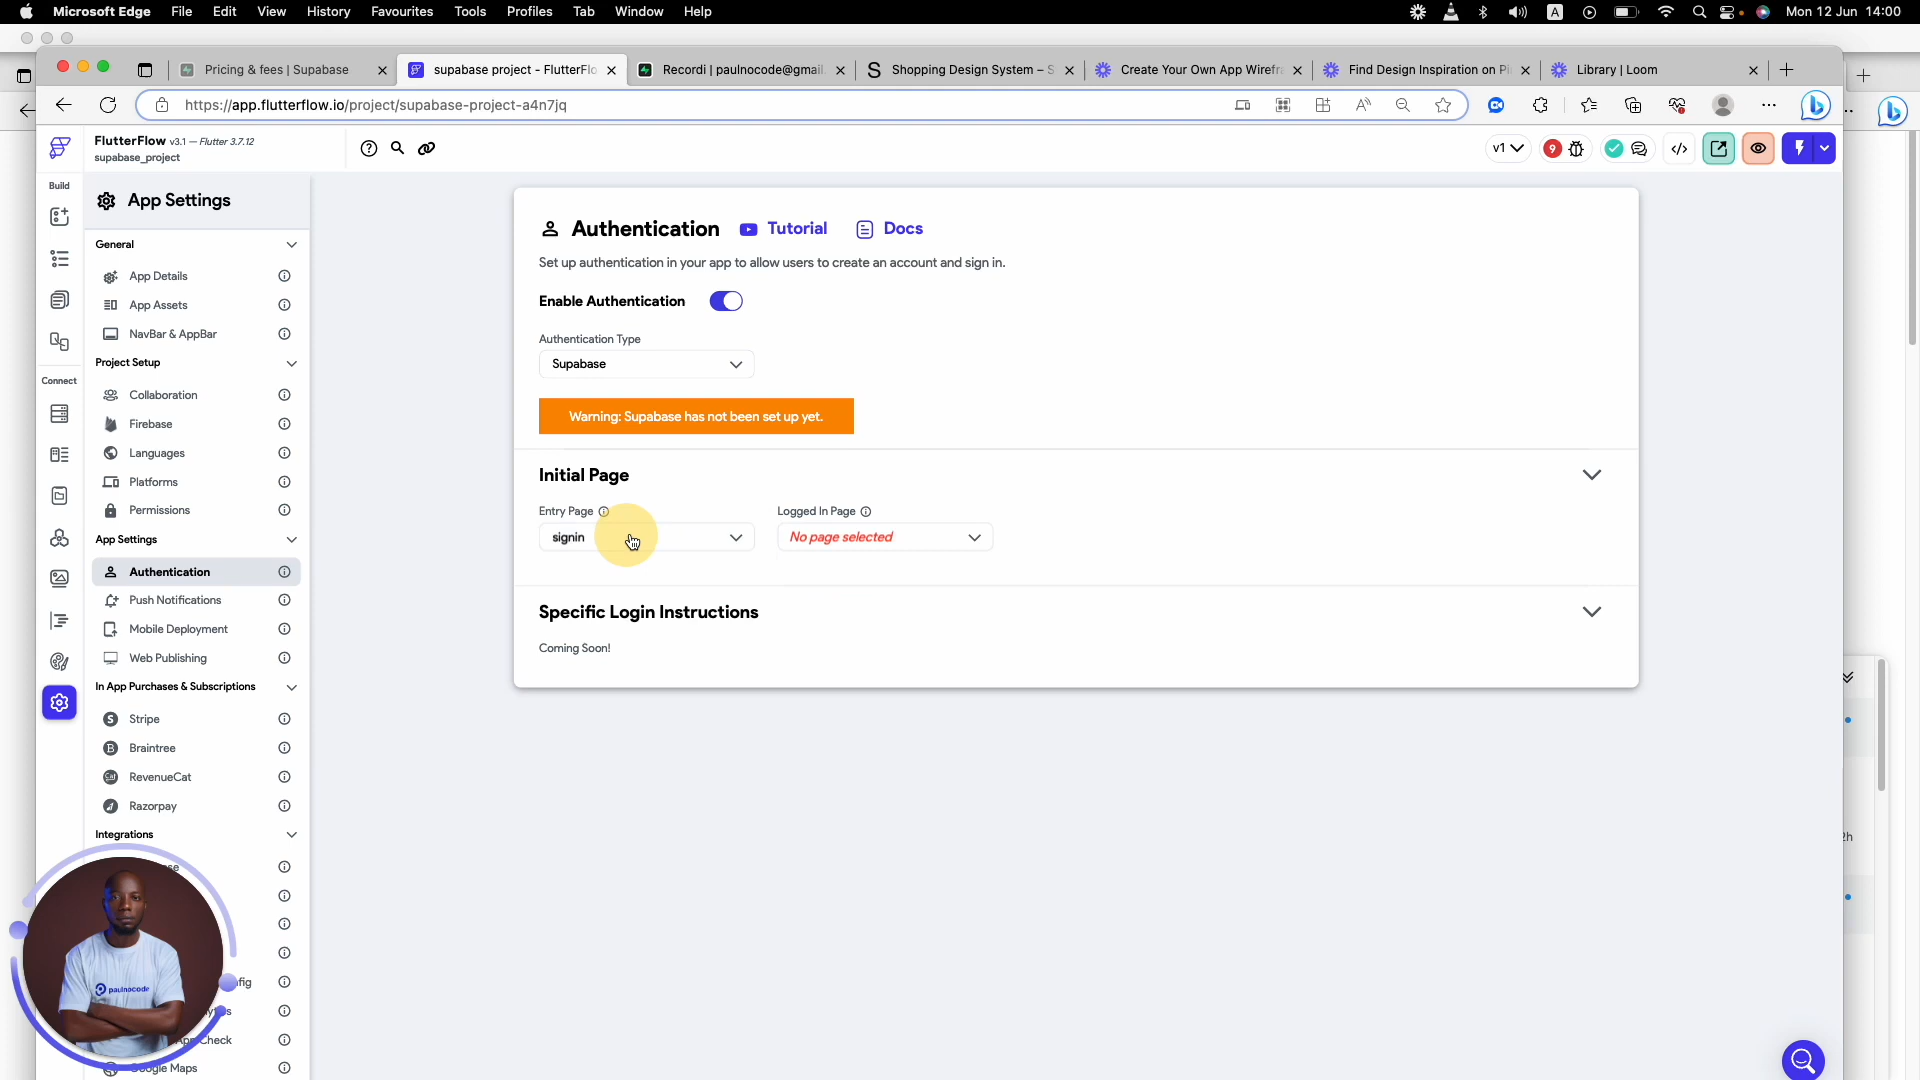 Microsoft Edge File Edit View History Favourites Tools Profiles Tab Window Help
A Mon 12 Jun 14:00
Pricing & fees | Supabase
supabase project - FlutterFlo
Recordi | paulnocode@gmail.
Shopping Design System – S
Create Your Own App Wirefra
Find Design Inspiration on Pl
Library | Loom
https://app.flutterflow.io/project/supabase-project-a4n7jq
FlutterFlow v3.1 – Flutter 3.7.12
supabase_project
v1
9
Build
Connect
App Settings
General
App Details
App Assets
NavBar & AppBar
Project Setup
Collaboration
Firebase
Languages
Platforms
Permissions
App Settings
Authentication
Push Notifications
Mobile Deployment
Web Publishing
In App Purchases & Subscriptions
Stripe
Braintree
RevenueCat
Razorpay
Integrations
Check
Google Maps
paulnocode
Authentication
Tutorial
Docs
Set up authentication in your app to allow users to create an account and sign in.
Enable Authentication
Authentication Type
Supabase
Warning: Supabase has not been set up yet.
Initial Page
Entry Page
signin
Logged In Page
No page selected
Specific Login Instructions
Coming Soon!